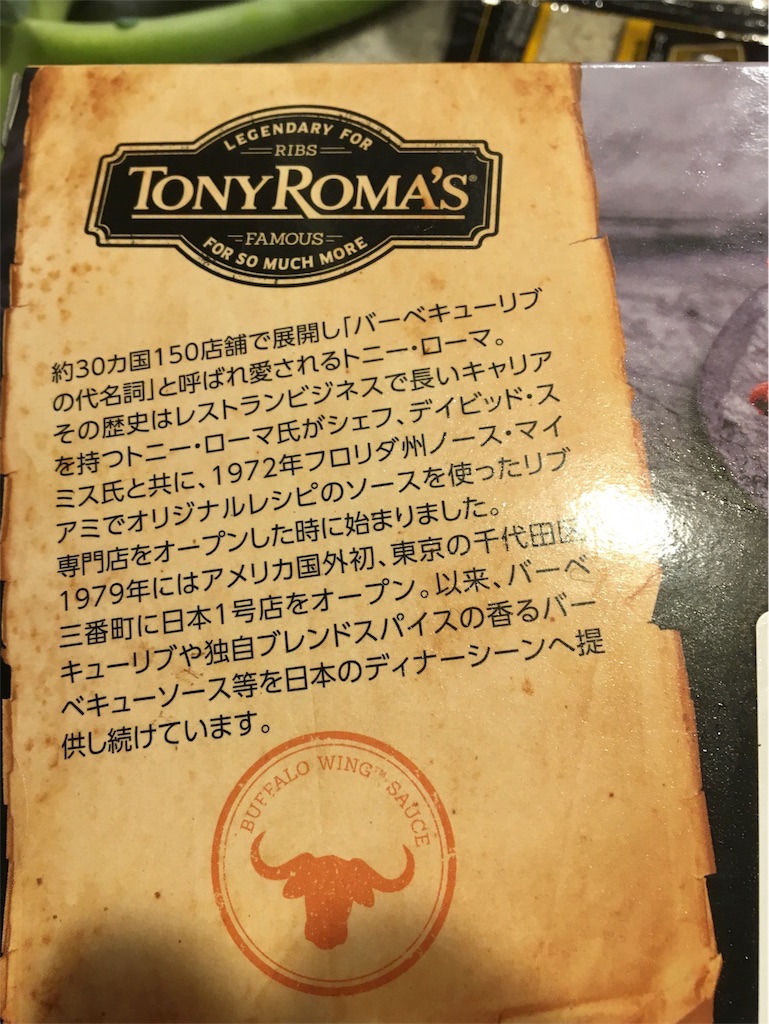 LEGENDARY FOR
RIBS
TONY ROMA'S®
FAMOUS
FOR SO MUCH MORE
約30カ国150店舗で展開し「バーベキューリブ
の代名詞」と呼ばれ愛されるトニー・ローマ。
その歴史はレストランビジネスで長いキャリア
を持つトニー・ローマ氏がシェフ、デイビッド・ス
ミス氏と共に、1972年フロリダ州ノース・マイ
アミでオリジナルレシピのソースを使ったリブ
専門店をオープンした時に始まりました。
1979年にはアメリカ国外初、東京の千代田区
三番町に日本1号店をオープン。以来、バーベ
キューリブや独自ブレンドスパイスの香るバー
ベキューソース等を日本のディナーシーンへ提
供し続けています。
BUFFALO WING™ SAUCE